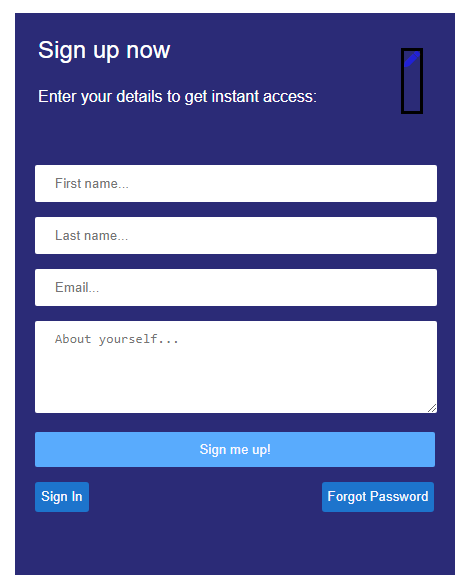 Sign up now
Enter your details to get instant access:
First name...
Last name...
Email...
About yourself...
Sign me up!
Sign In
Forgot Password